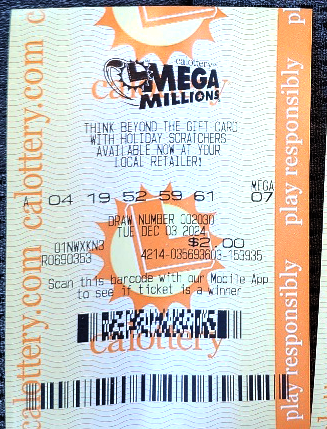 calottery
MEGA
MILLIONS
calottery
THINK BEYOND THE GIFT CARD
WITH HOLIDAY SCRATCHERS
AVAILABLE NOW AT YOUR
LOCAL RETAILER!
MEGA
A 04 19 52 59 61 07
DRAW NUMBER 002030
TUE DEC 03 2024
01NWXKN3 $2.00
R0690353 4214-035693603-153935
Scan this barcode with our Mobile App
to see if ticket is a winner
calottery
calottery.com calottery.com
play responsibly play responsibly